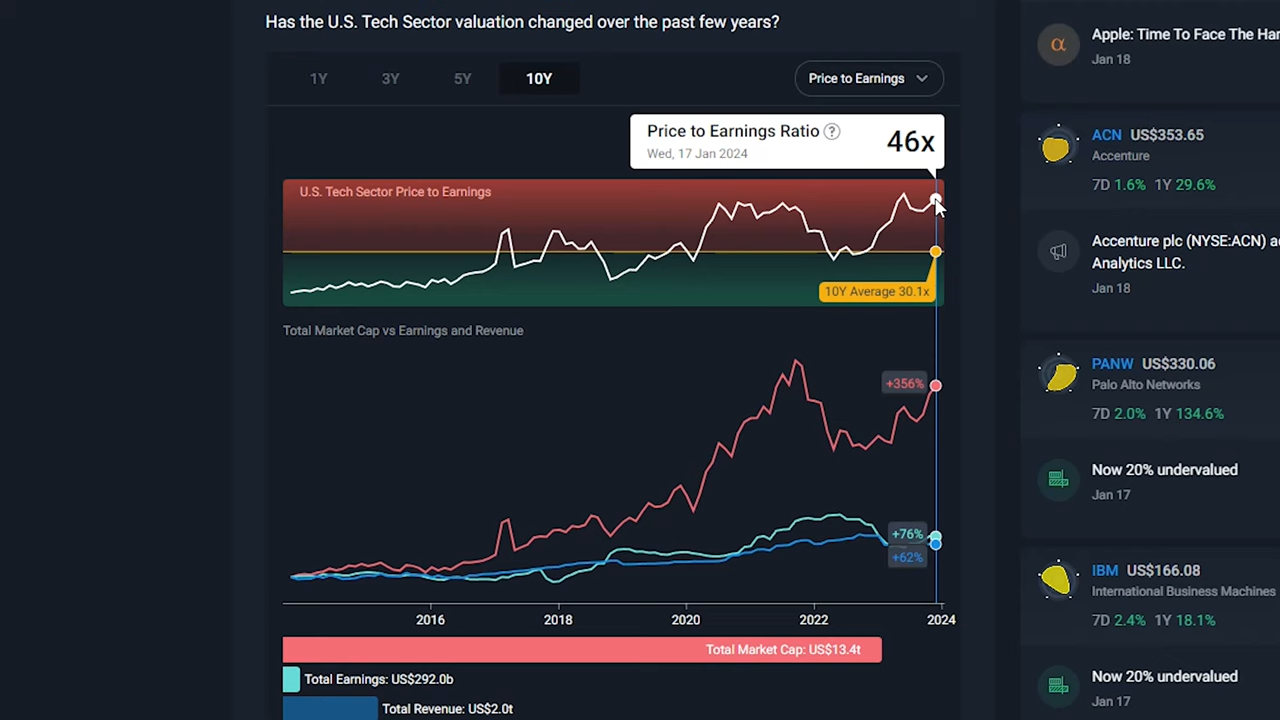 Has the U.S. Tech Sector valuation changed over the past few years?
1Y 3Y 5Y 10Y
Price to Earnings
Price to Earnings Ratio ?
46x
Wed, 17 Jan 2024
U.S. Tech Sector Price to Earnings
10Y Average 30.1x
Total Market Cap vs Earnings and Revenue
+356%
+76%
+62%
2016 2018 2020 2022 2024
Total Market Cap: US$13.4t
Total Earnings: US$292.0b
Total Revenue: US$2.0t
α
Apple: Time To Face The Har
Jan 18
ACN US$353.65
Accenture
7D 1.6% 1Y 29.6%
Accenture plc (NYSE:ACN) a
Analytics LLC.
Jan 18
PANW US$330.06
Palo Alto Networks
7D 2.0% 1Y 134.6%
Now 20% undervalued
Jan 17
IBM US$166.08
International Business Machines
7D 2.4% 1Y 18.1%
Now 20% undervalued
Jan 17